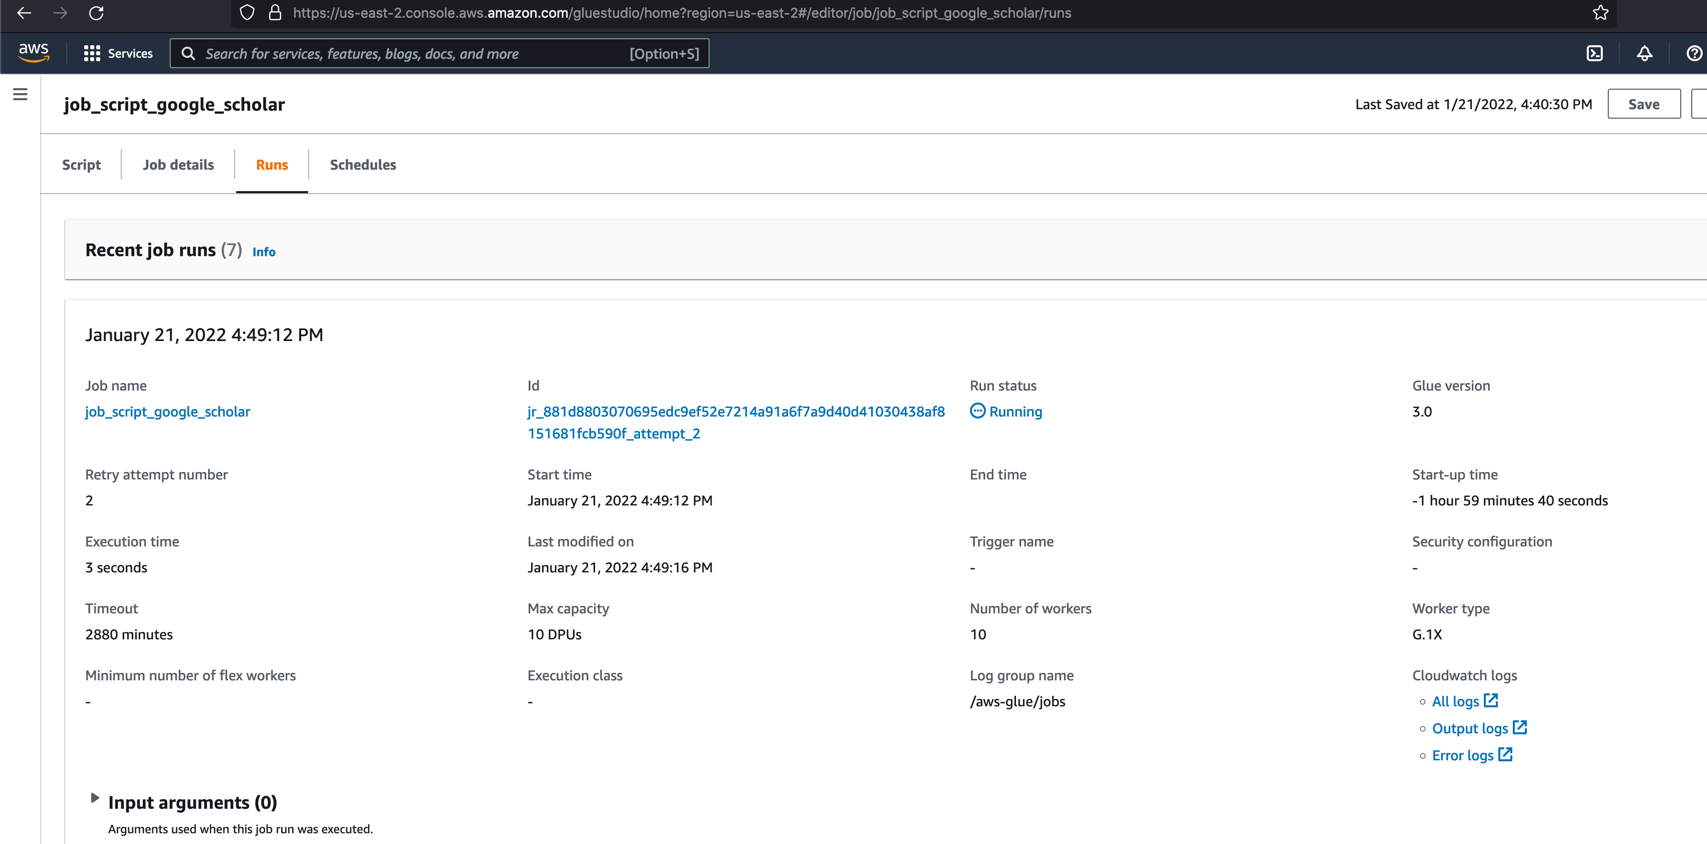 https://us-east-2.console.aws.amazon.com/gluestudio/home?region=us-east-2#/editor/job/job_script_google_scholar/runs
aws
Services
Search for services, features, blogs, docs, and more
[Option+S]
job_script_google_scholar
Last Saved at 1/21/2022, 4:40:30 PM
Save
Script
Job details
Runs
Schedules
Recent job runs (7) Info
January 21, 2022 4:49:12 PM
Job name
job_script_google_scholar
Id
jr_881d8803070695edc9ef52e7214a91a6f7a9d40d41030438af8
151681fcb590f_attempt_2
Run status
Running
Glue version
3.0
Retry attempt number
2
Start time
January 21, 2022 4:49:12 PM
End time
Start-up time
-1 hour 59 minutes 40 seconds
Execution time
3 seconds
Last modified on
January 21, 2022 4:49:16 PM
Trigger name
-
Security configuration
-
Timeout
2880 minutes
Max capacity
10 DPUs
Number of workers
10
Worker type
G.1X
Minimum number of flex workers
-
Execution class
-
Log group name
/aws-glue/jobs
Cloudwatch logs
All logs
Output logs
Error logs
Input arguments (0)
Arguments used when this job run was executed.